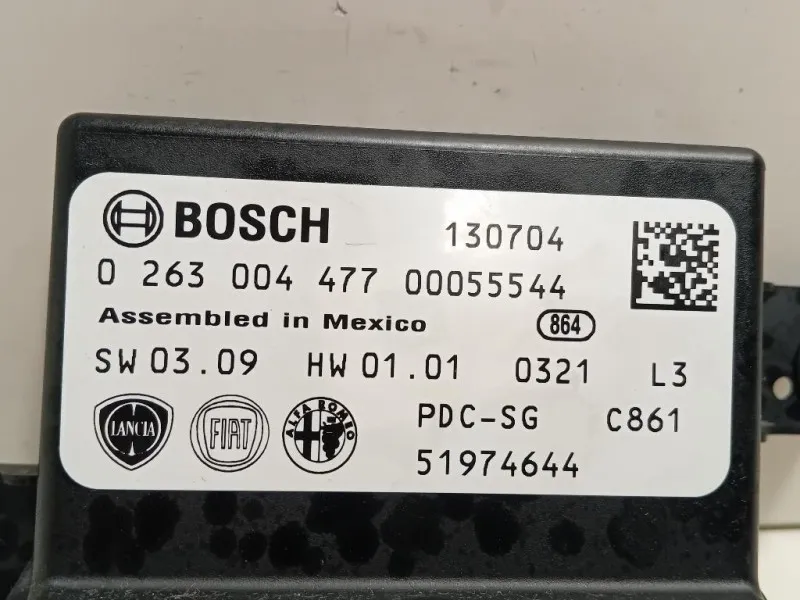 BOSCH 130704
0 263 004 477 00055544
Assembled in Mexico 864
SW 03.09 HW 01.01 0321 L3
LANCIA FIAT ALFA ROMEO PDC-SG C861
51974644